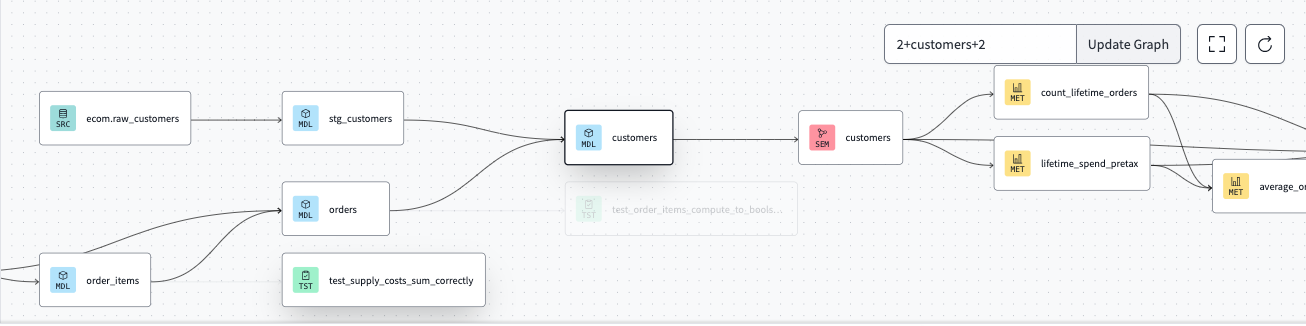 2+customers+2
Update Graph
MET
count_lifetime_orders
SRC
ecom.raw_customers
MDL
stg_customers
MDL
customers
SEM
customers
MET
lifetime_spend_pretax
MET
MDL
orders
TST
test_order_items_compute_to_bools...
MDL
order_items
TST
test_supply_costs_sum_correctly